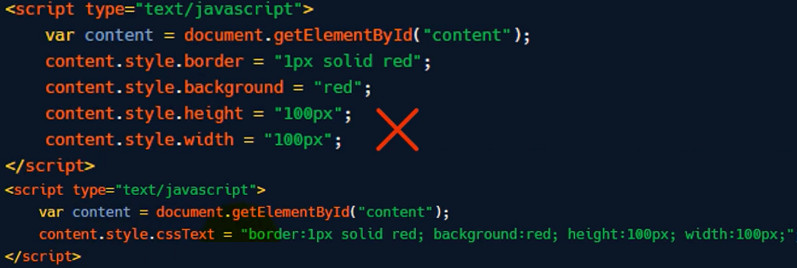 <script type="text/javascript">
var content = document.getElementById("content");
content.style.border = "1px solid red";
content.style.background = "red";
content.style.height = "100px";
content.style.width = "100px";
</script>
<script type="text/javascript">
var content = document.getElementById("content");
content.style.cssText = "border:1px solid red; background:red; height:100px; width:100px;"
</script>